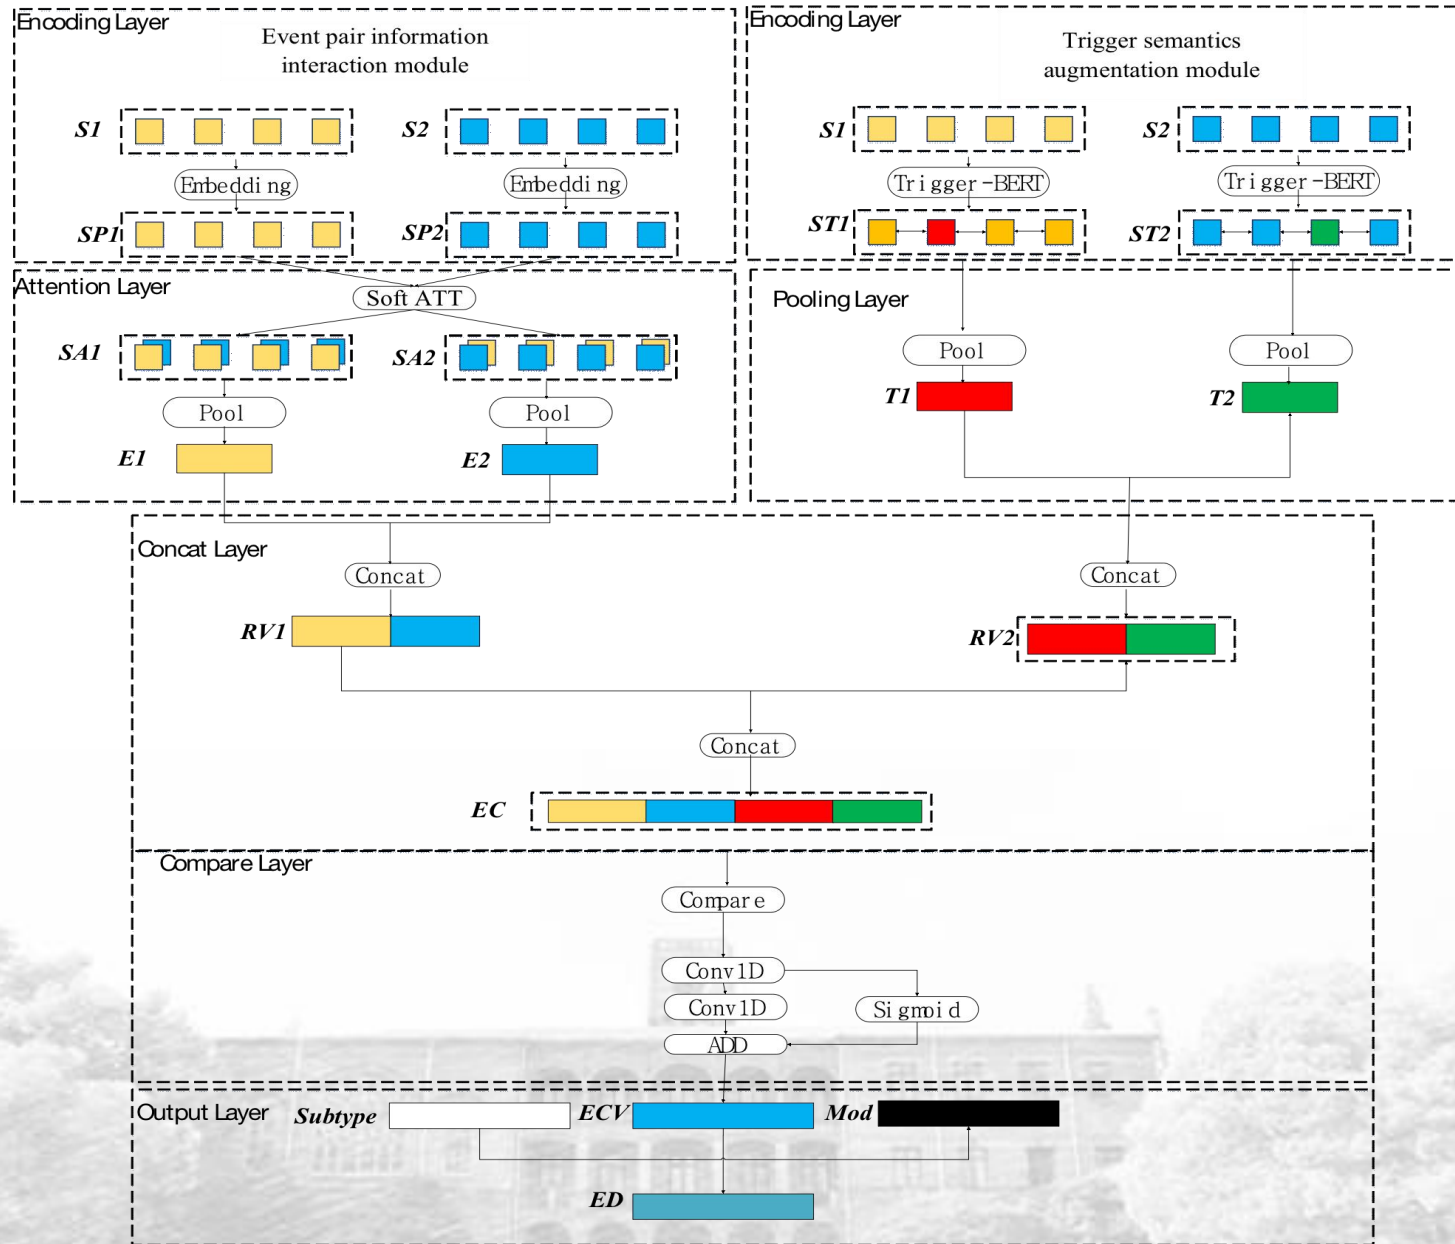 Encoding Layer
Event pair information
interaction module
S1
S2
Embedding
Embedding
SP1
SP2
Encoding Layer
Trigger semantics
augmentation module
S1
S2
Trigger-BERT
Trigger-BERT
ST1
ST2
Attention Layer
Soft ATT
SA1
SA2
Pool
Pool
E1
E2
Pooling Layer
Pool
Pool
T1
T2
Concat Layer
Concat
Concat
RV1
RV2
Concat
EC
Compare Layer
Compare
Conv1D
Conv1D
Sigmoid
ADD
Output Layer
Subtype
ECV
Mod
ED